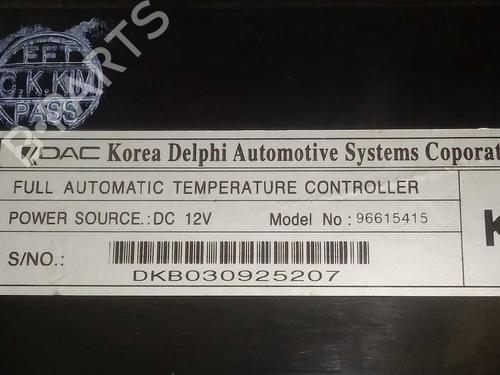 EFT
C,K,KIM
PASS
B-PARTS
KDAC Korea Delphi Automotive Systems Coporat
FULL AUTOMATIC TEMPERATURE CONTROLLER
POWER SOURCE.:DC 12V Model No : 96615415
S/NO.:
DKB030925207
K